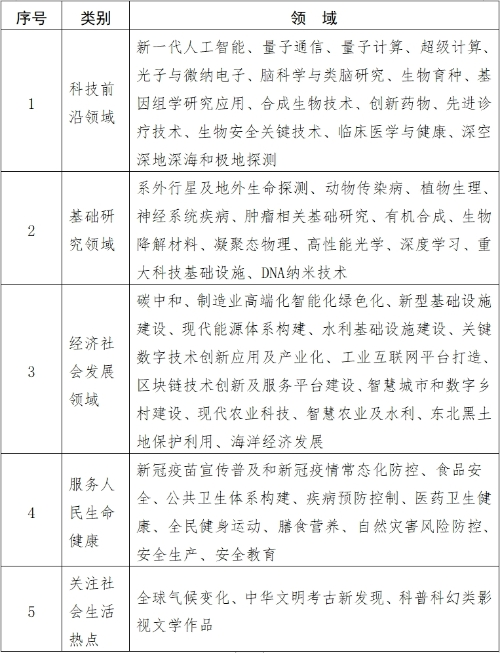 序号 类别 领 域
1
科技前
沿领域
新一代人工智能、量子通信、量子计算、超级计算、
光子与微纳电子、脑科学与类脑研究、生物育种、基
因组学研究应用、合成生物技术、创新药物、先进诊
疗技术、生物安全关键技术、临床医学与健康、深空
深地深海和极地探测
2
基础研
究领域
系外行星及地外生命探测、动物传染病、植物生理、
神经系统疾病、肿瘤相关基础研究、有机合成、生物
降解材料、凝聚态物理、高性能光学、深度学习、重
大科技基础设施、DNA纳米技术
3
经济社
会发展
领域
碳中和、制造业高端化智能化绿色化、新型基础设施
建设、现代能源体系构建、水利基础设施建设、关键
数字技术创新应用及产业化、工业互联网平台打造、
区块链技术创新及服务平台建设、智慧城市和数字乡
村建设、现代农业科技、智慧农业及水利、东北黑土
地保护利用、海洋经济发展
4
服务人
民生命
健康
新冠疫苗宣传普及和新冠疫情常态化防控、食品安
全、公共卫生体系构建、疾病预防控制、医药卫生健
康、全民健身运动、膳食营养、自然灾害风险防控、
安全生产、安全教育
5
关注社
会生活
热点
全球气候变化、中华文明考古新发现、科普科幻类影
视文学作品